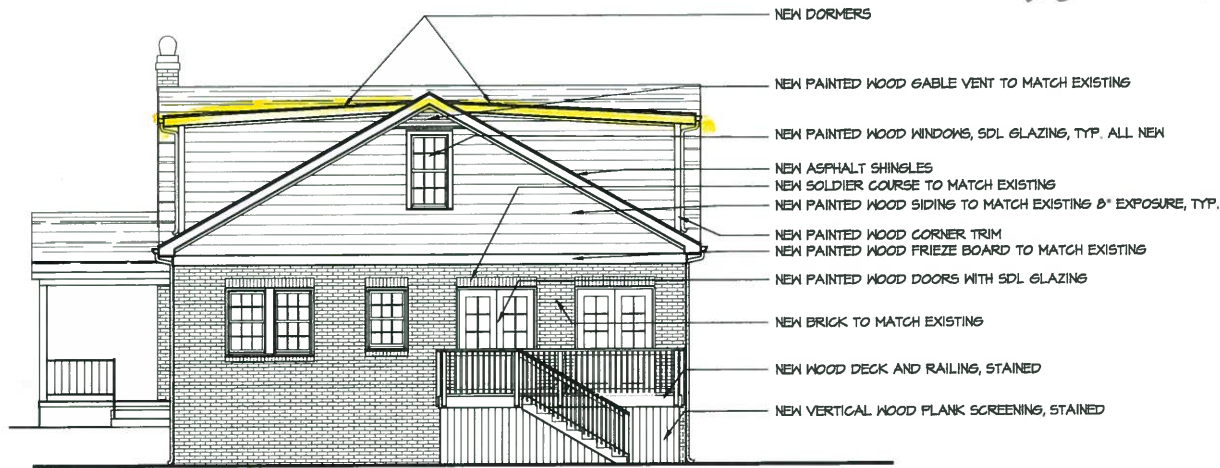 NEW DORMERS
NEW PAINTED WOOD GABLE VENT TO MATCH EXISTING
NEW PAINTED WOOD WINDOWS, SDL GLAZING, TYP. ALL NEW
NEW ASPHALT SHINGLES
NEW SOLDIER COURSE TO MATCH EXISTING
NEW PAINTED WOOD SIDING TO MATCH EXISTING 8" EXPOSURE, TYP.
NEW PAINTED WOOD CORNER TRIM
NEW PAINTED WOOD FRIEZE BOARD TO MATCH EXISTING
NEW PAINTED WOOD DOORS WITH SDL GLAZING
NEW BRICK TO MATCH EXISTING
NEW WOOD DECK AND RAILING, STAINED
NEW VERTICAL WOOD PLANK SCREENING, STAINED